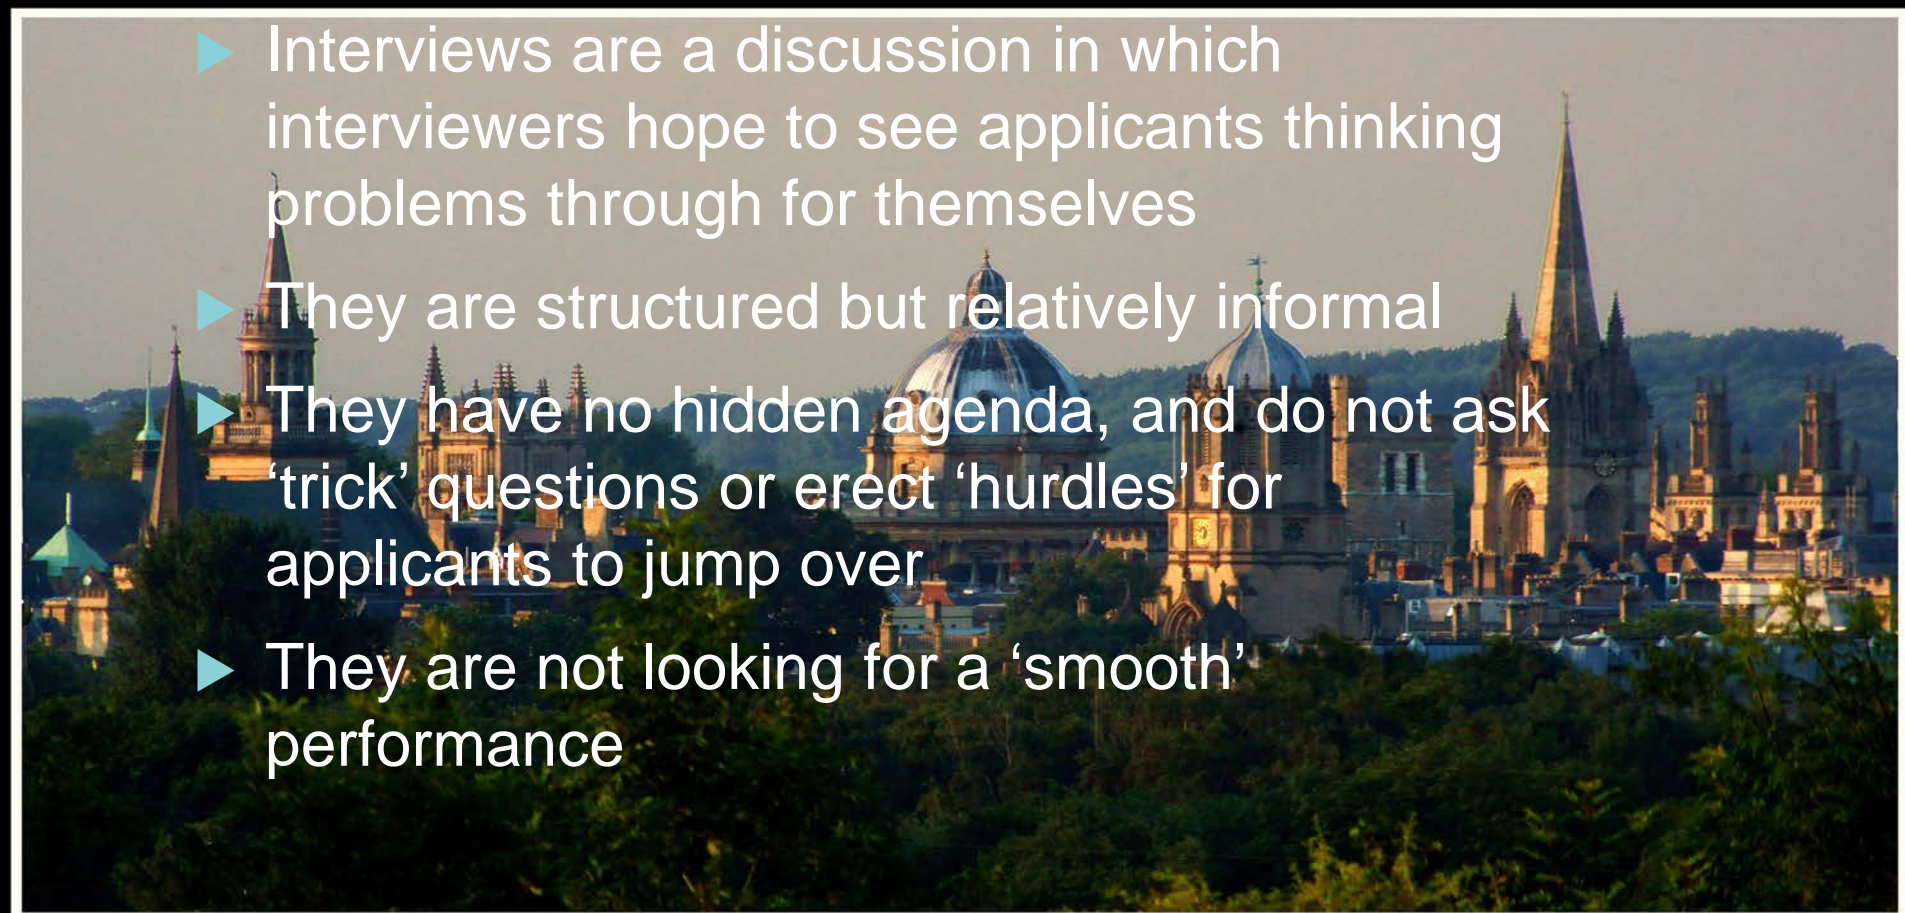 Interviews are a discussion in which
interviewers hope to see applicants thinking
problems through for themselves
They are structured but relatively informal
They have no hidden agenda, and do not ask
‘trick’ questions or erect ‘hurdles’ for
applicants to jump over
They are not looking for a ‘smooth’
performance